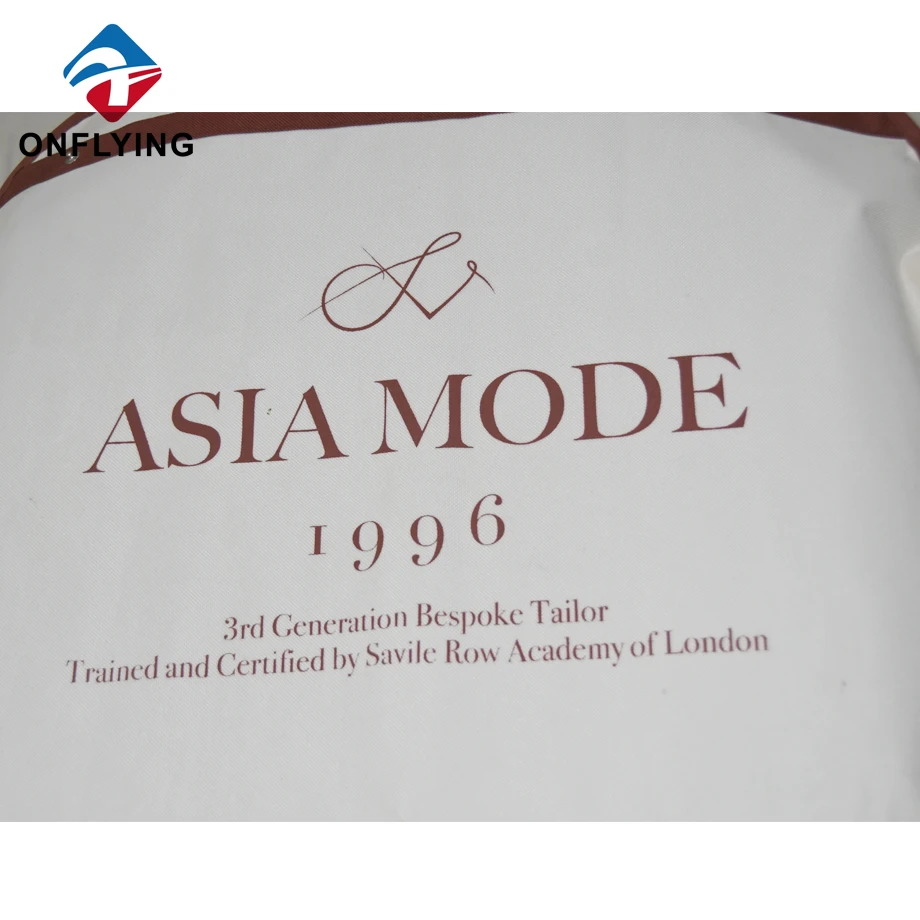 ONFLYING
ASIA MODE
1996
3rd Generation Bespoke Tailor
Trained and Certified by Savile Row Academy of London